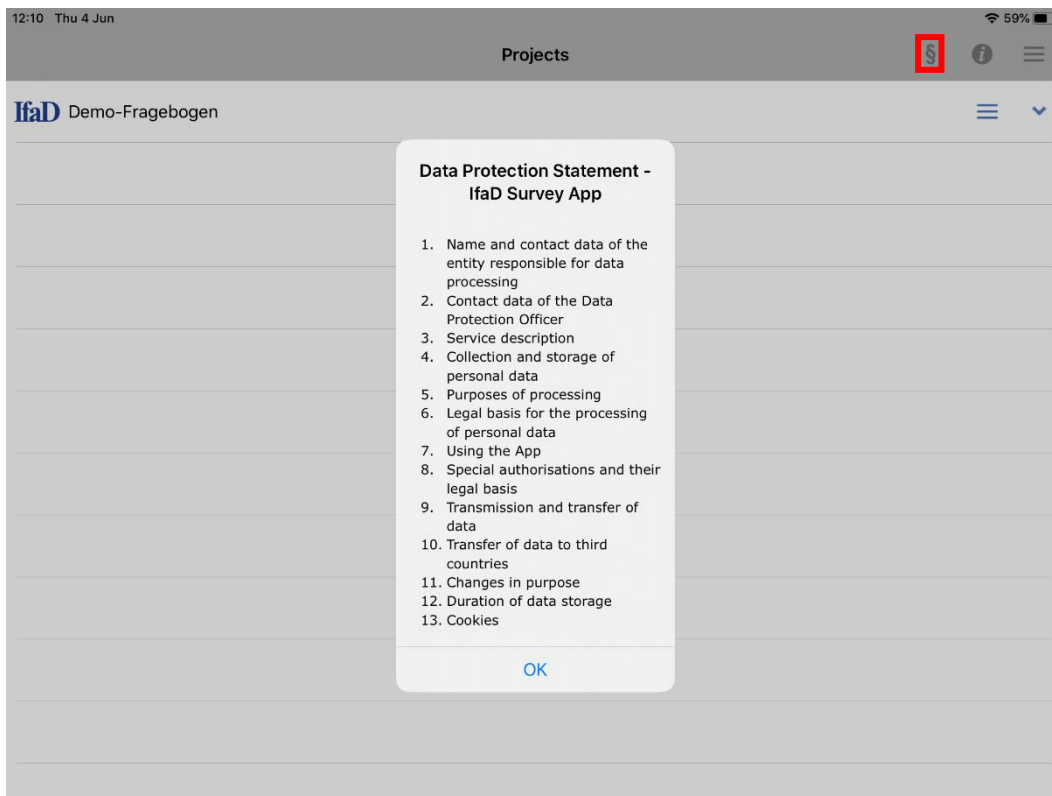 12:10 Thu 4 Jun 59%
Projects § i
IfaD Demo-Fragebogen
Data Protection Statement -
IfaD Survey App
1. Name and contact data of the
entity responsible for data
processing
2. Contact data of the Data
Protection Officer
3. Service description
4. Collection and storage of
personal data
5. Purposes of processing
6. Legal basis for the processing
of personal data
7. Using the App
8. Special authorisations and their
legal basis
9. Transmission and transfer of
data
10. Transfer of data to third
countries
11. Changes in purpose
12. Duration of data storage
13. Cookies
OK